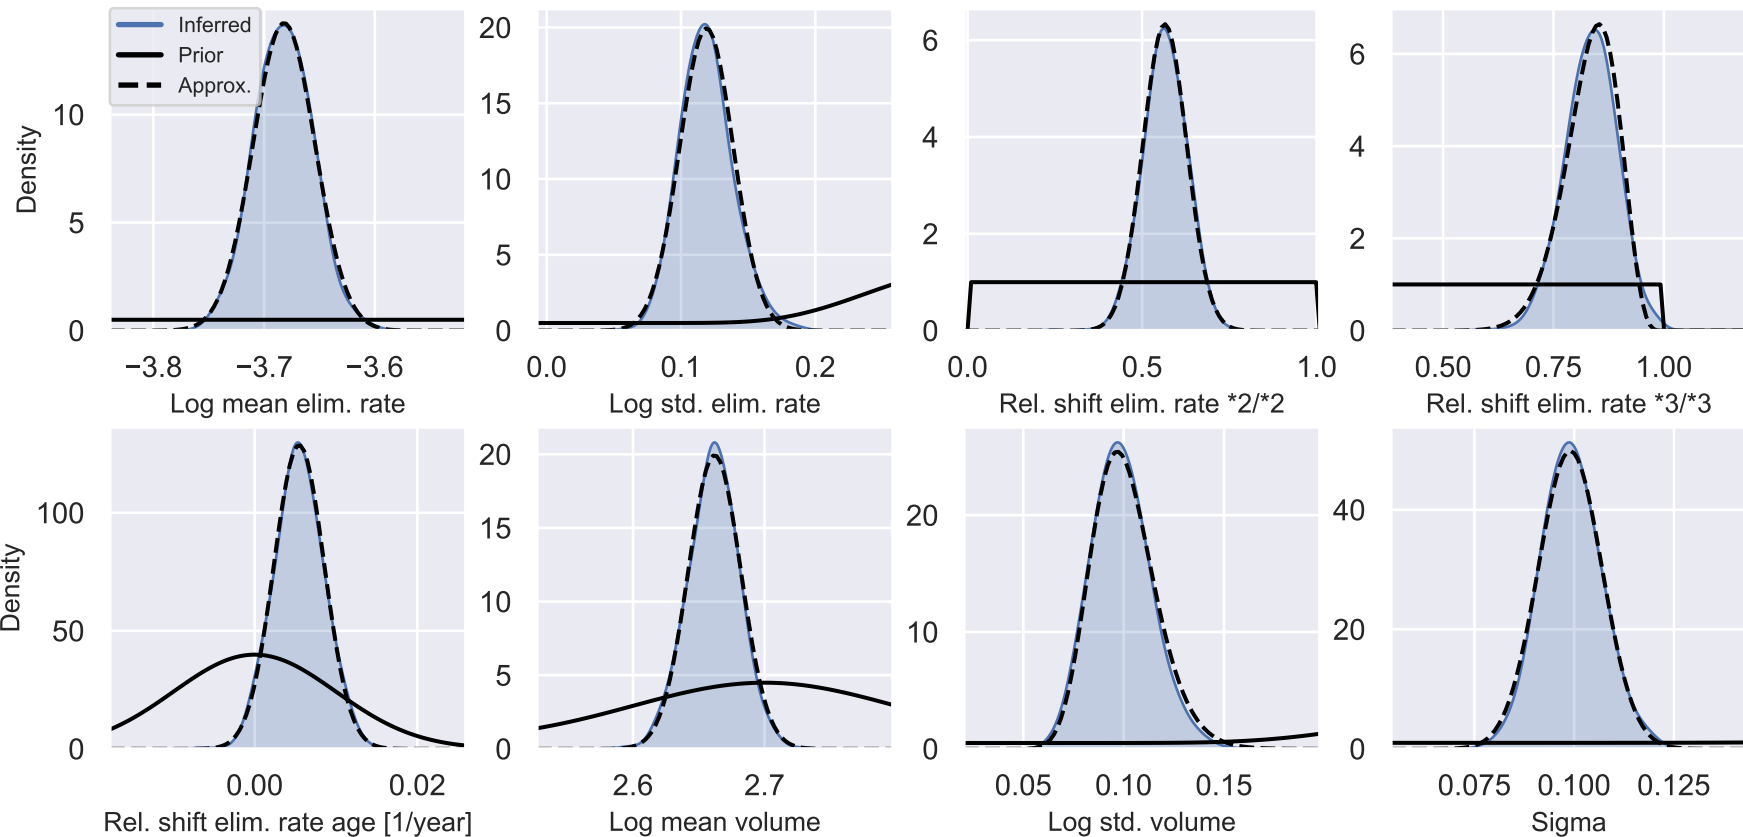 Inferred
Prior
Approx.
Density
10
5
0
−3.8 −3.7 −3.6
Log mean elim. rate
20
15
10
5
0
0.0 0.1 0.2
Log std. elim. rate
6
4
2
0
0.0 0.5 1.0
Rel. shift elim. rate *2/*2
6
4
2
0
0.50 0.75 1.00
Rel. shift elim. rate *3/*3
Density
100
50
0
0.00 0.02
Rel. shift elim. rate age [1/year]
20
15
10
5
0
2.6 2.7
Log mean volume
20
10
0
0.05 0.10 0.15
Log std. volume
40
20
0
0.075 0.100 0.125
Sigma